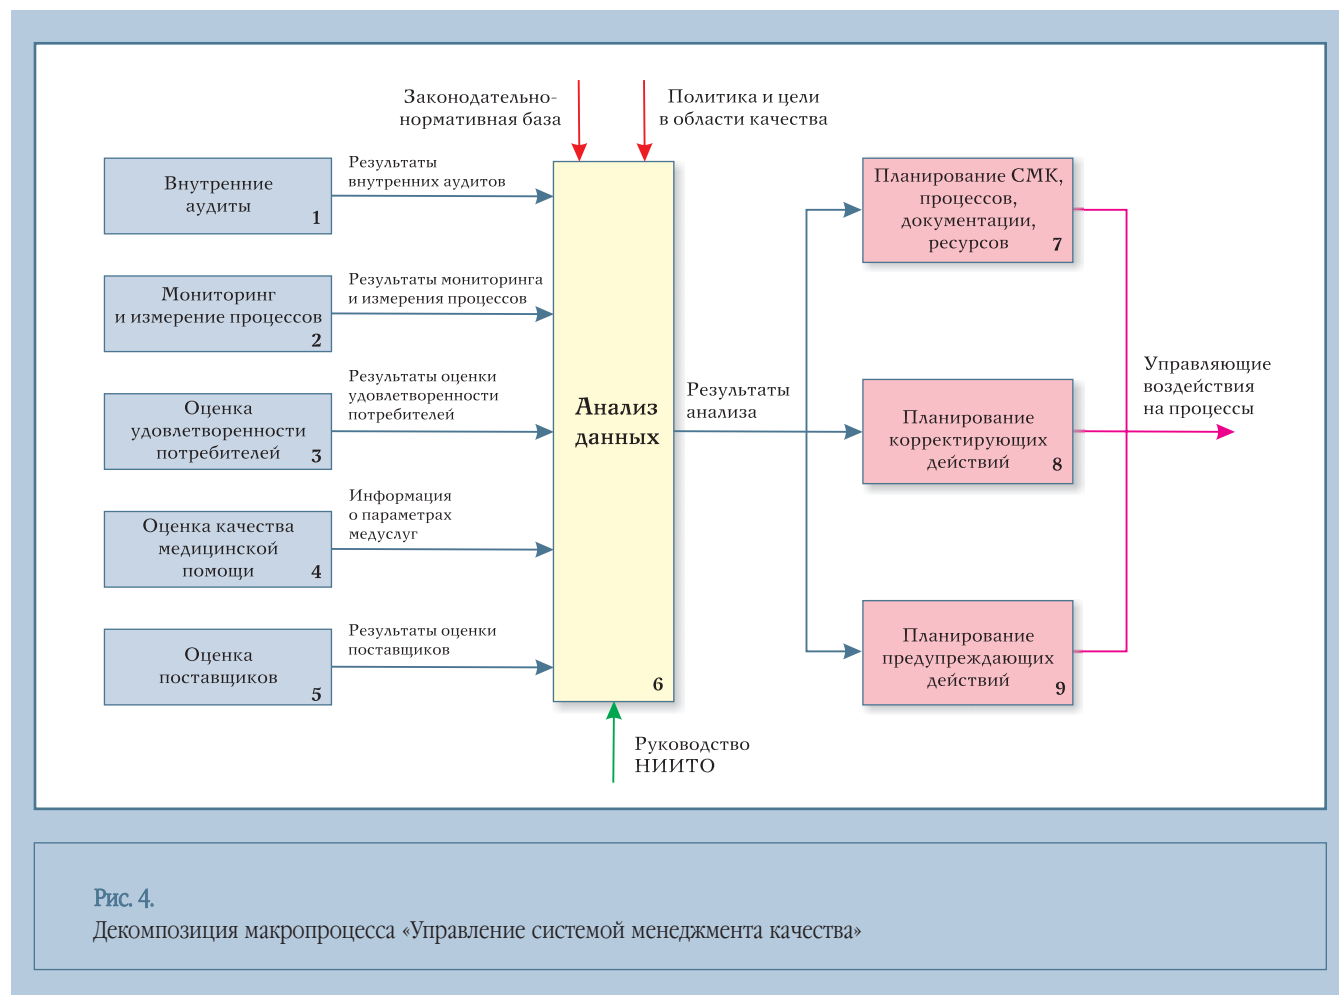 Законодательно-
нормативная база
Политика и цели
в области качества
Внутренние
аудиты
1
Результаты
внутренних аудитов
Мониторинг
и измерение процессов
2
Результаты мониторинга
и измерения процессов
Оценка
удовлетворенности
потребителей
3
Результаты оценки
удовлетворенности
потребителей
Оценка качества
медицинской
помощи
4
Информация
о параметрах
медуслуг
Оценка
поставщиков
5
Результаты оценки
поставщиков
Анализ
данных
6
Руководство
НИИТО
Результаты
анализа
Планирование СМК,
процессов,
документации,
ресурсов
7
Планирование
корректирующих
действий
8
Планирование
предупреждающих
действий
9
Управляющие
воздействия
на процессы
Рис. 4.
Декомпозиция макропроцесса «Управление системой менеджмента качества»